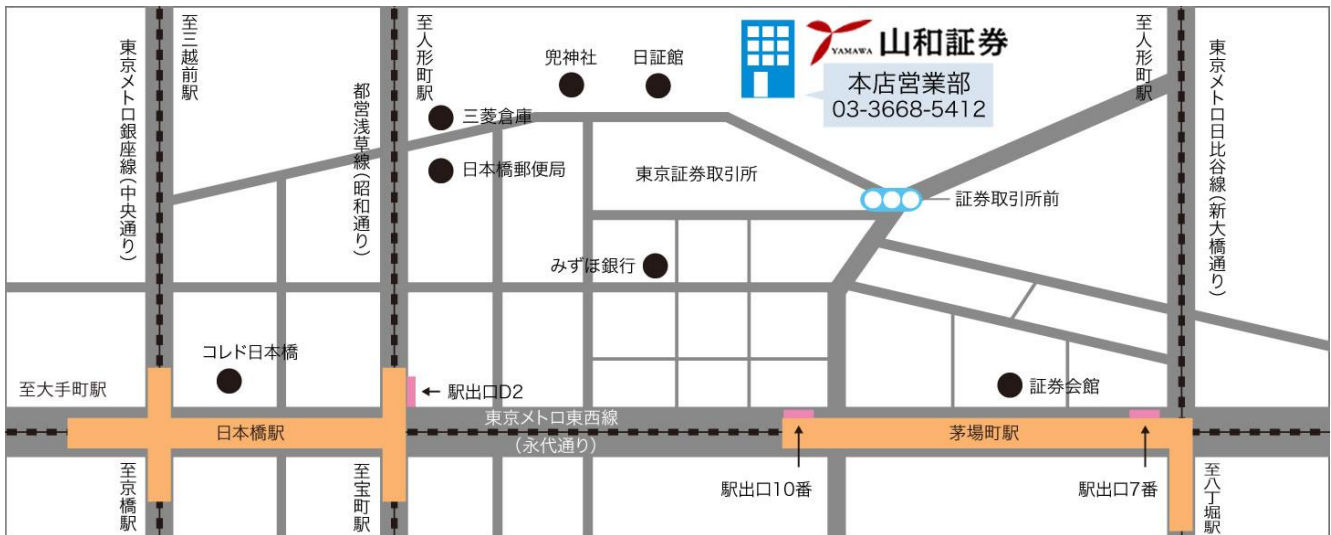 至三越前駅
東京メトロ銀座線(中央通り)
至人形町駅
都営浅草線(昭和通り)
兜神社
日証館
三菱倉庫
日本橋郵便局
YAMAWA 山和証券
本店営業部
03-3668-5412
至人形町駅
東京メトロ日比谷線(新大橋通り)
東京証券取引所
証券取引所前
みずほ銀行
コレド日本橋
至大手町駅
駅出口D2
証券会館
東京メトロ東西線
(永代通り)
日本橋駅
茅場町駅
至京橋駅
至宝町駅
駅出口10番
駅出口7番
至八丁堀駅